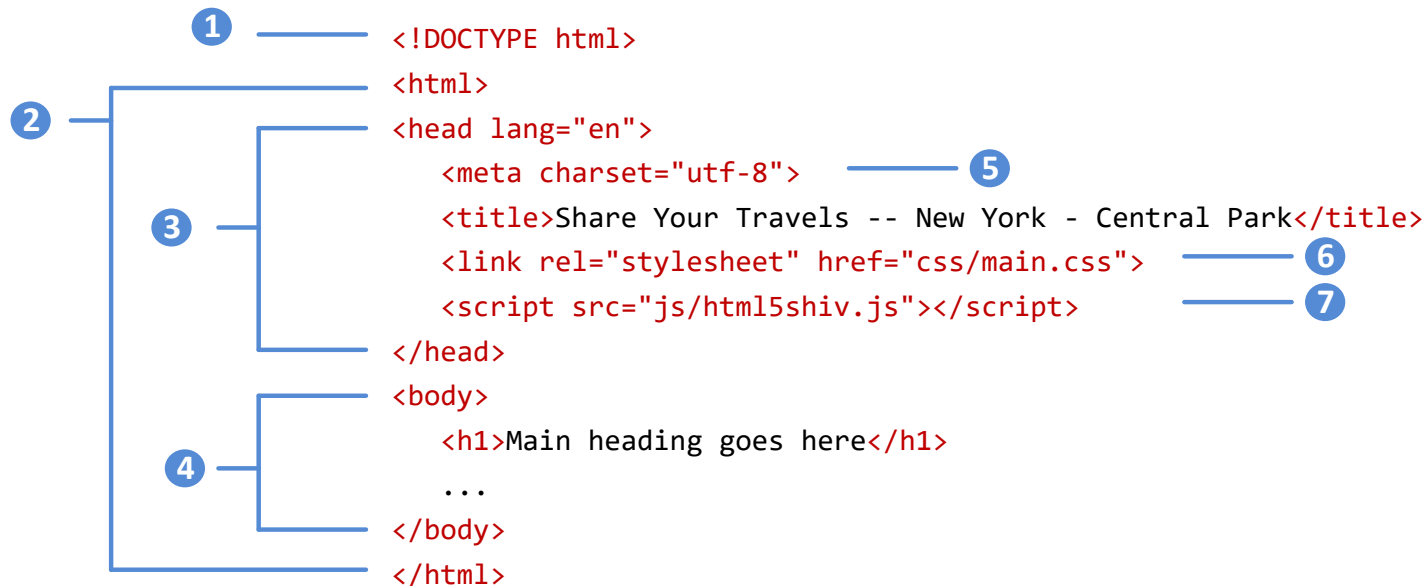 1 <!DOCTYPE html>
<html>
2 <head lang="en">
<meta charset="utf-8"> 5
3 <title>Share Your Travels -- New York - Central Park</title>
<link rel="stylesheet" href="css/main.css"> 6
<script src="js/html5shiv.js"></script> 7
</head>
<body>
<h1>Main heading goes here</h1>
4 ...
</body>
</html>